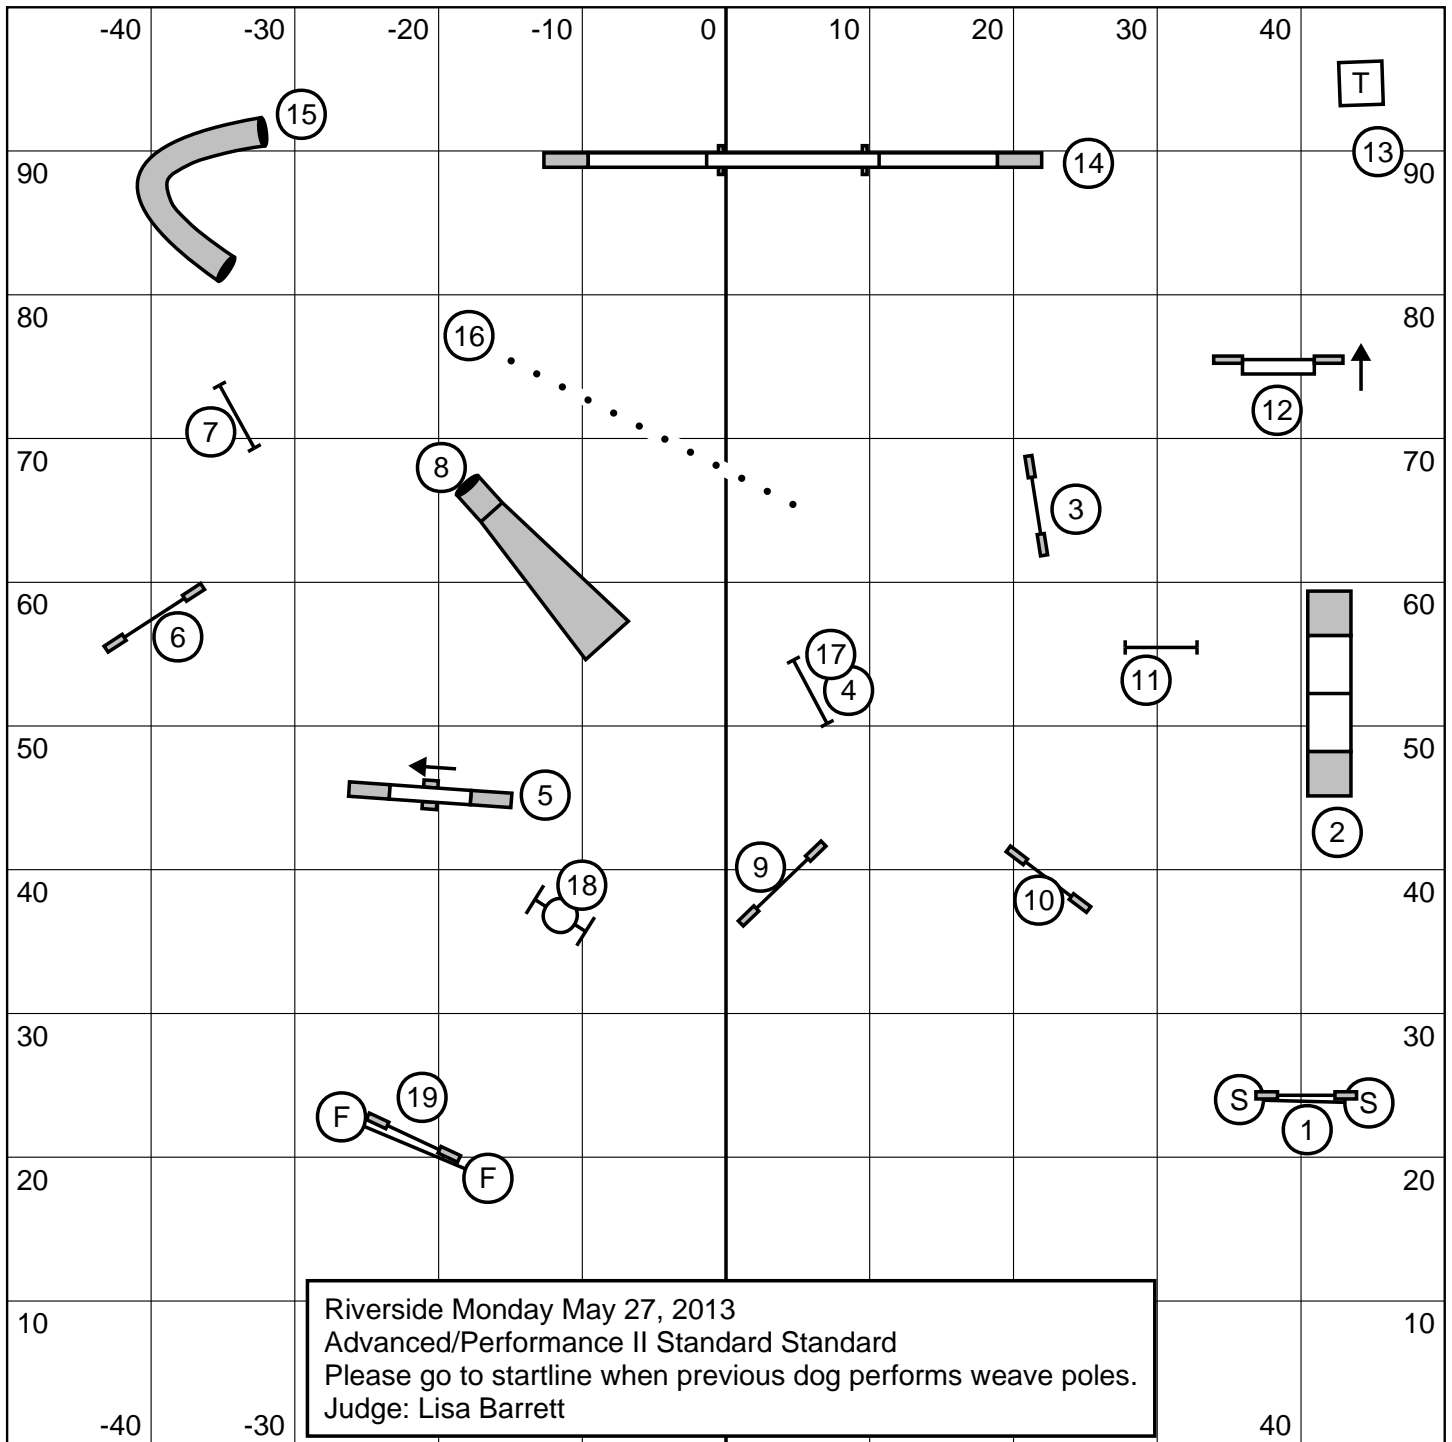 -40 -30 -20 -10 0 10 20 30 40
T
15
13
14
90 90
80 80
16
12
7
70 70
8
3
60 60
6
17
4
11
50 50
5
2
9
18
10
40 40
30 30
19
F
S S
1
F
20 20
Riverside Monday May 27, 2013
10 10
Advanced/Performance II Standard Standard
Please go to startline when previous dog performs weave poles.
Judge: Lisa Barrett
-40 -30 40